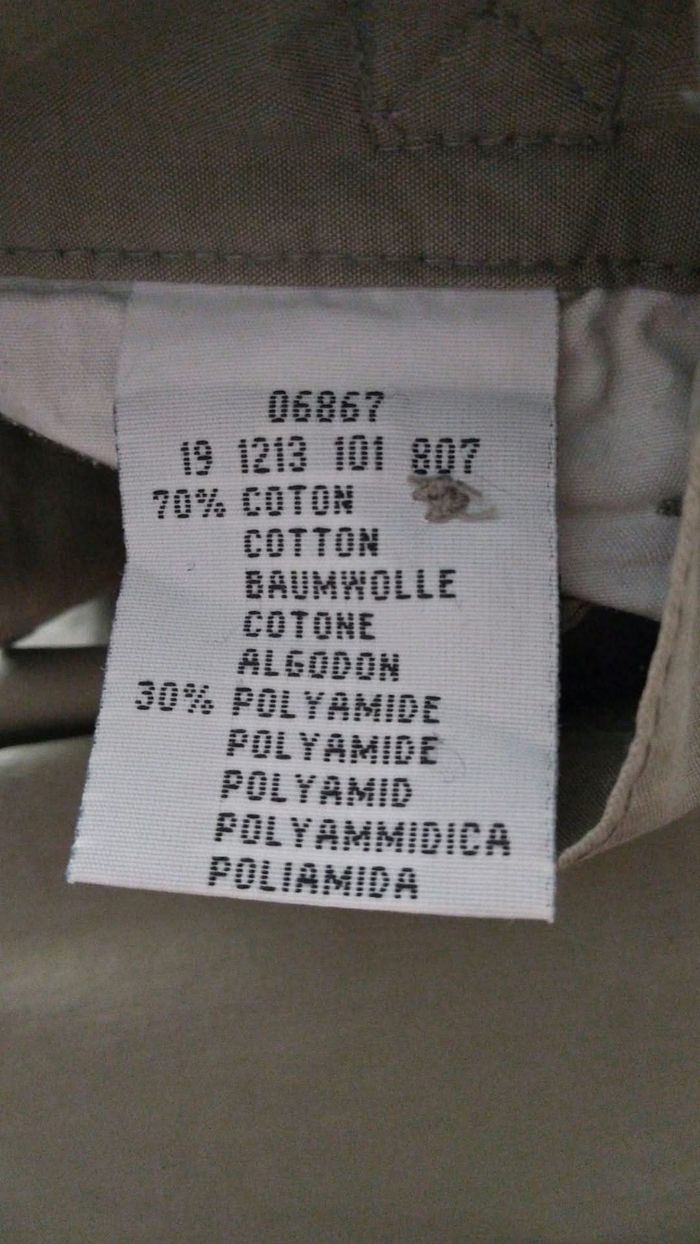 06867
19 1213 101 807
70% COTON
COTTON
BAUMWOLLE
COTONE
ALGODON
30% POLYAMIDE
POLYAMIDE
POLYAMID
POLYAMMIDICA
POLIAMIDA